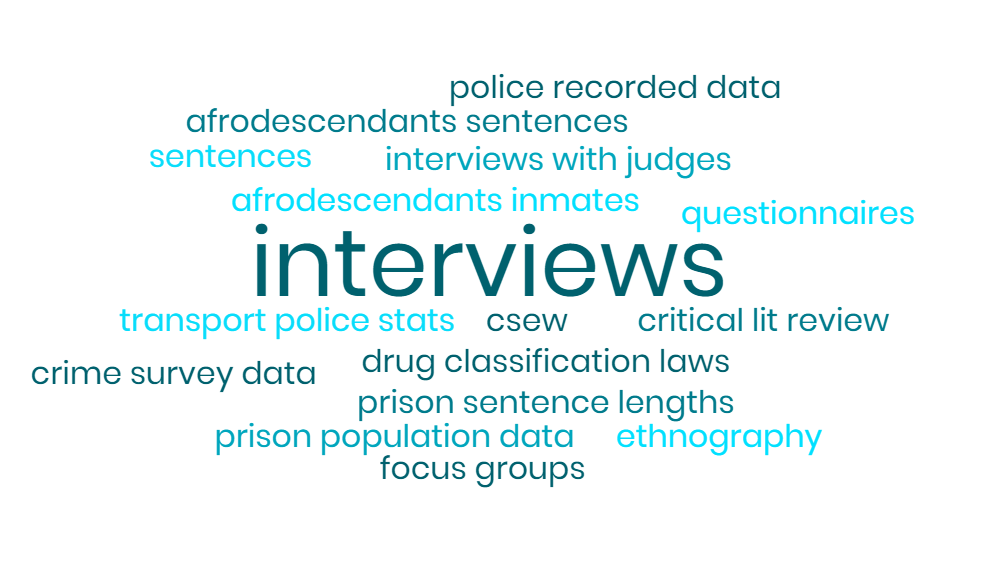 police recorded data
afrodescendants sentences
sentences
interviews with judges
afrodescendants inmates
questionnaires
interviews
transport police stats
csew
critical lit review
drug classification laws
crime survey data
prison sentence lengths
prison population data
ethnography
focus groups